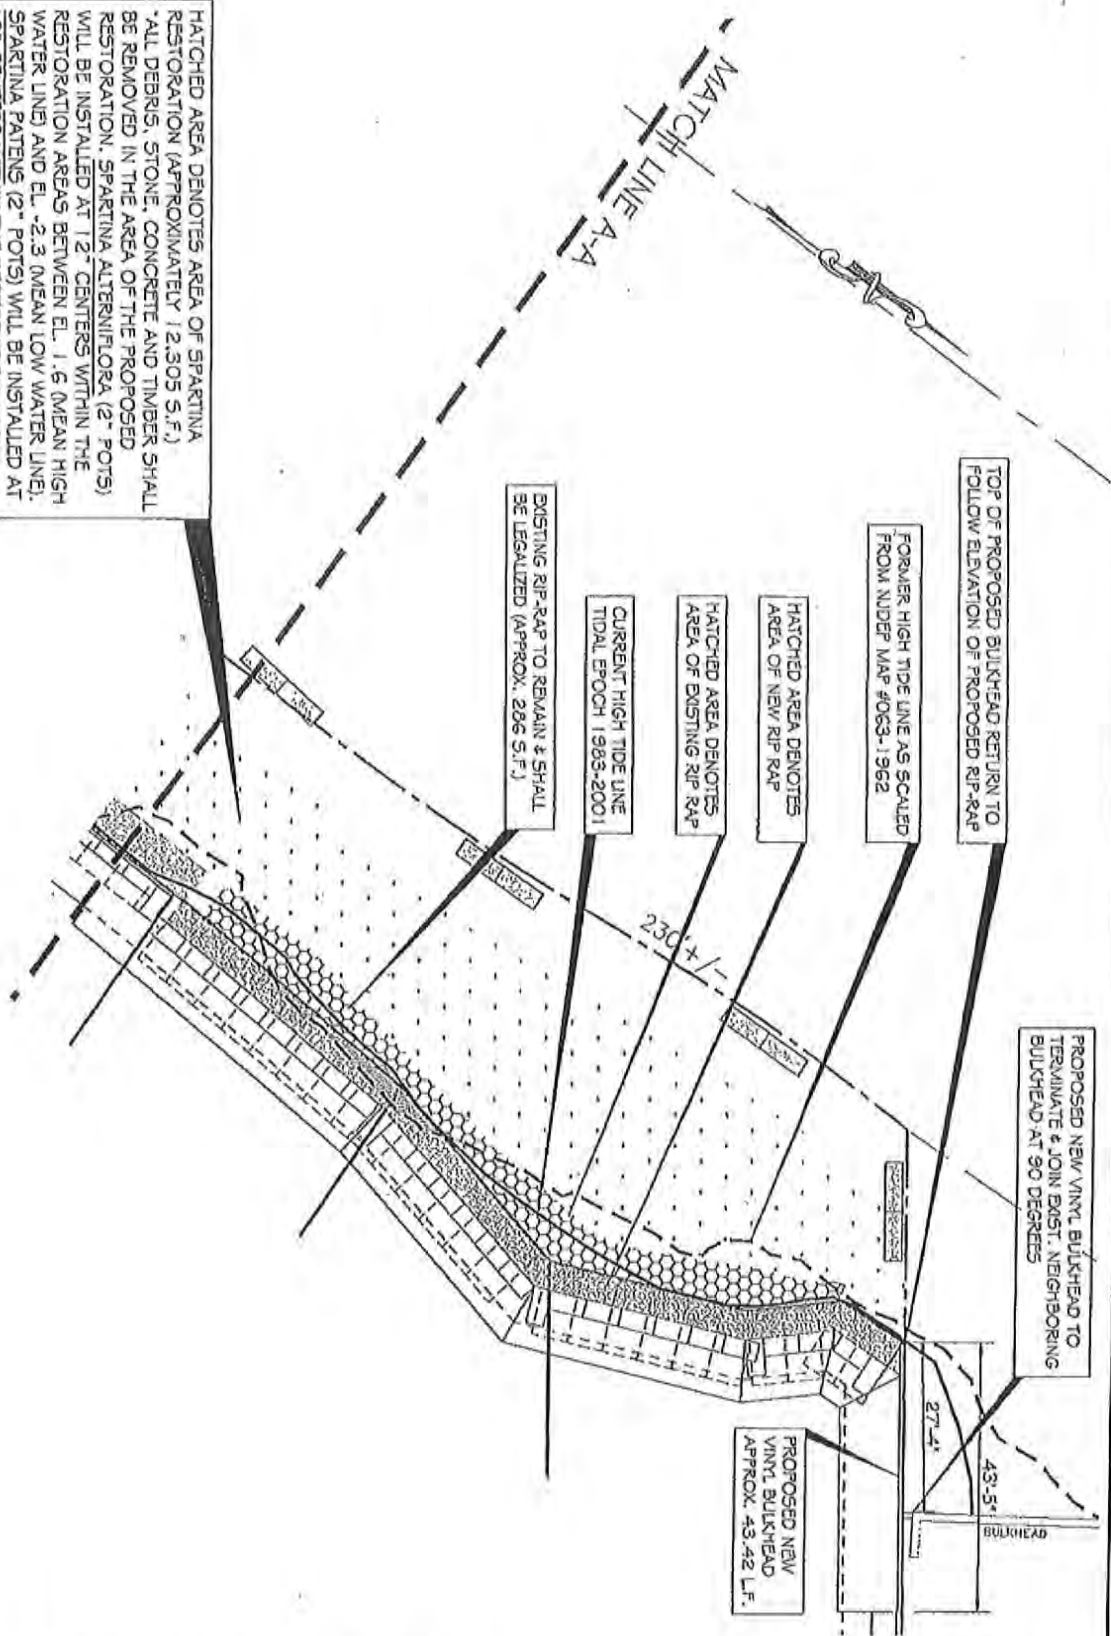 MATCH LINE A-A
TOP OF PROPOSED BULKHEAD RETURN TO
FOLLOW ELEVATION OF PROPOSED RIP-RAP
FORMER HIGH TIDE LINE AS SCALED
FROM NJDEP MAP #063-1962
HATCHED AREA DENOTES
AREA OF NEW RIP RAP
HATCHED AREA DENOTES
AREA OF EXISTING RIP RAP
CURRENT HIGH TIDE LINE
TIDAL EPOCH 1983-2001
EXISTING RIP-RAP TO REMAIN & SHALL
BE LEGALIZED (APPROX. 286 S.F.)
PROPOSED NEW VINYL BULKHEAD TO
TERMINATE & JOIN EXIST. NEIGHBORING
BULKHEAD AT 90 DEGREES
230'+/-
27'-4"
43'-5"
BULKHEAD
PROPOSED NEW
VINYL BULKHEAD
APPROX. 43.42 L.F.
HATCHED AREA DENOTES AREA OF SPARTINA
RESTORATION (APPROXIMATELY 12,305 S.F.)
*ALL DEBRIS, STONE, CONCRETE AND TIMBER SHALL
BE REMOVED IN THE AREA OF THE PROPOSED
RESTORATION. SPARTINA ALTERNIFLORA (2" POTS)
WILL BE INSTALLED AT 12" CENTERS WITHIN THE
RESTORATION AREAS BETWEEN EL. 1.6 (MEAN HIGH
WATER LINE) AND EL. -2.3 (MEAN LOW WATER LINE).
SPARTINA PATENS (2" POTS) WILL BE INSTALLED AT